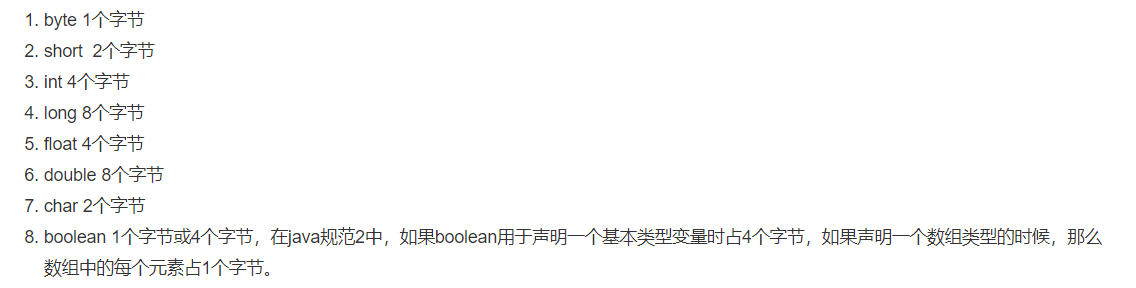 1. byte 1个字节
2. short  2个字节
3. int 4个字节
4. long 8个字节
5. float 4个字节
6. double 8个字节
7. char 2个字节
8. boolean 1个字节或4个字节，在java规范2中，如果boolean用于声明一个基本类型变量时占4个字节，如果声明一个数组类型的时候，那么
数组中的每个元素占1个字节。